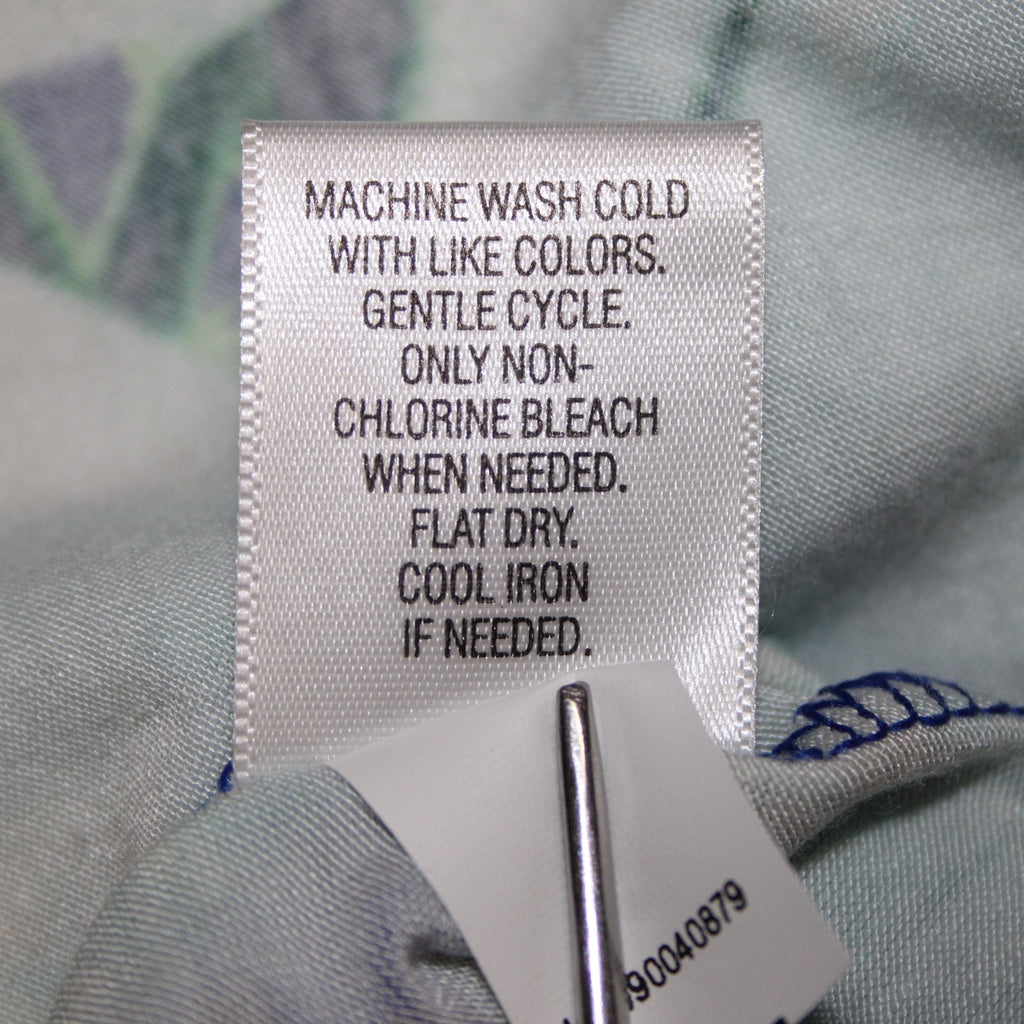 MACHINE WASH COLD
WITH LIKE COLORS.
GENTLE CYCLE.
ONLY NON-
CHLORINE BLEACH
WHEN NEEDED.
FLAT DRY.
COOL IRON
IF NEEDED.
90040879